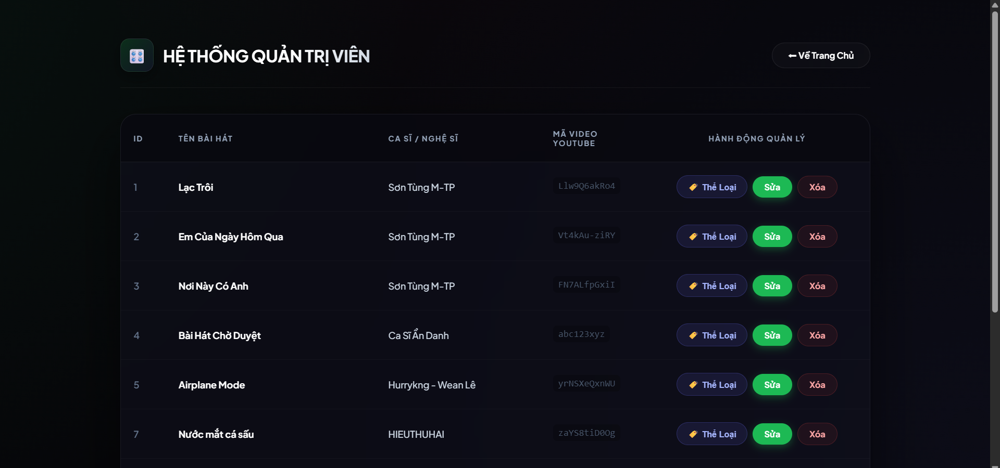 HỆ THỐNG QUẢN TRỊ VIÊN
← Về Trang Chủ
ID TÊN BÀI HÁT CA SĨ / NGHỆ SĨ MÃ VIDEO YOUTUBE HÀNH ĐỘNG QUẢN LÝ
1 Lạc Trôi Sơn Tùng M-TP Llw9Q6akRo4 Thể Loại Sửa Xóa
2 Em Của Ngày Hôm Qua Sơn Tùng M-TP Vt4kAu-ziRY Thể Loại Sửa Xóa
3 Nơi Này Có Anh Sơn Tùng M-TP FN7ALfpGxiI Thể Loại Sửa Xóa
4 Bài Hát Chờ Duyệt Ca Sĩ Ẩn Danh abc123xyz Thể Loại Sửa Xóa
5 Airplane Mode Hurrykng - Wean Lê yrNSXeQxnWU Thể Loại Sửa Xóa
7 Nước mắt cá sấu HIEUTHUHAI zaYS8tiD0Og Thể Loại Sửa Xóa